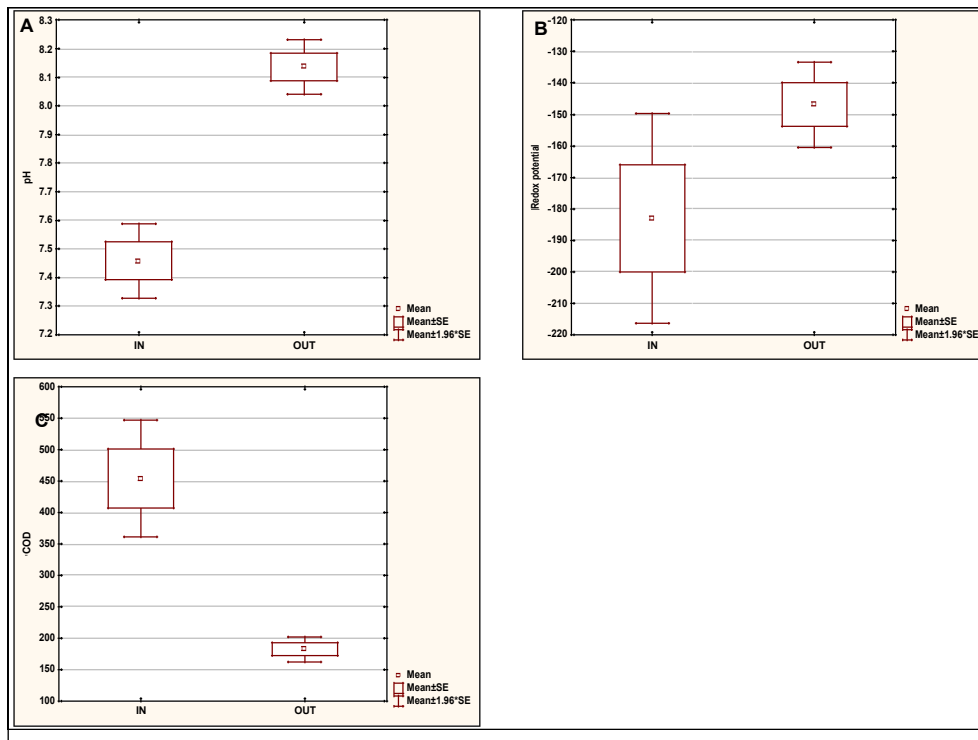 A
8.3
8.2
8.1
8.0
7.9
7.8
7.7
7.6
7.5
7.4
7.3
7.2
pH
IN OUT
Mean
Mean±SE
Mean±1.96*SE
B
-120
-130
-140
-150
-160
-170
-180
-190
-200
-210
-220
Redox potential
IN OUT
Mean
Mean±SE
Mean±1.96*SE
C
600
550
500
450
400
350
300
250
200
150
100
COD
IN OUT
Mean
Mean±SE
Mean±1.96*SE